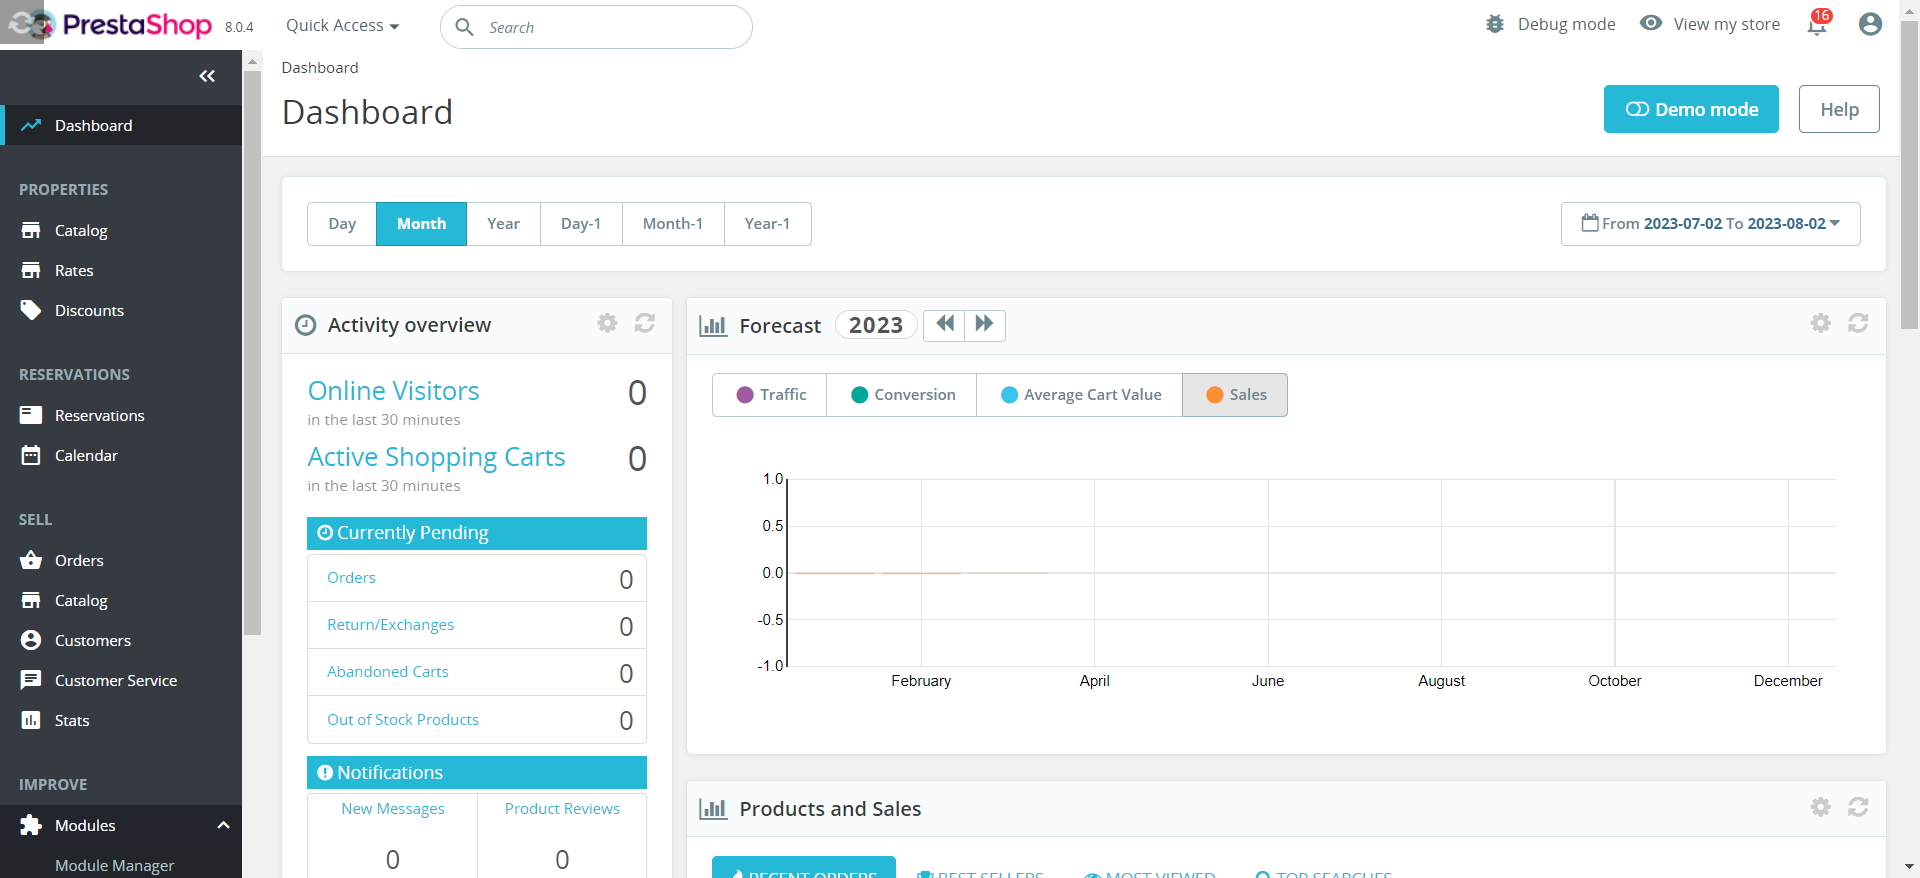 PrestaShop 8.0.4 Quick Access Search Debug mode View my store 16
Dashboard
Dashboard
Demo mode Help
Dashboard
PROPERTIES
Catalog
Rates
Discounts
RESERVATIONS
Reservations
Calendar
SELL
Orders
Catalog
Customers
Customer Service
Stats
IMPROVE
Modules
Module Manager
Day Month Year Day-1 Month-1 Year-1
From 2023-07-02 To 2023-08-02
Activity overview
Online Visitors 0
in the last 30 minutes
Active Shopping Carts 0
in the last 30 minutes
Currently Pending
Orders 0
Return/Exchanges 0
Abandoned Carts 0
Out of Stock Products 0
Notifications
New Messages Product Reviews
0 0
Forecast 2023
Traffic Conversion Average Cart Value Sales
1.0
0.5
0.0
-0.5
-1.0
February April June August October December
Products and Sales
RECENT ORDERS BEST SELLERS MOST VIEWED TOP SEARCHES